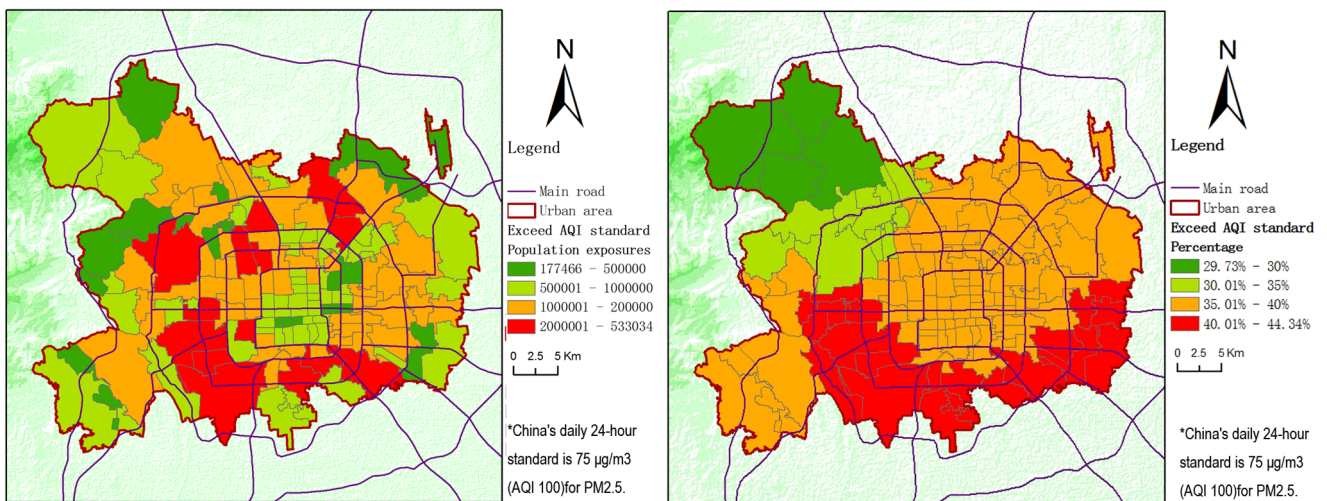 N
Legend
Main road
Urban area
Exceed AQI standard
Population exposures
177466 - 500000
500001 - 1000000
1000001 - 200000
2000001 - 533034
0 2.5 5 Km
*China's daily 24-hour
standard is 75 µg/m3
(AQI 100)for PM2.5.
N
Legend
Main road
Urban area
Exceed AQI standard
Percentage
29.73% - 30%
30.01% - 35%
35.01% - 40%
40.01% - 44.34%
0 2.5 5 Km
*China's daily 24-hour
standard is 75 µg/m3
(AQI 100)for PM2.5.